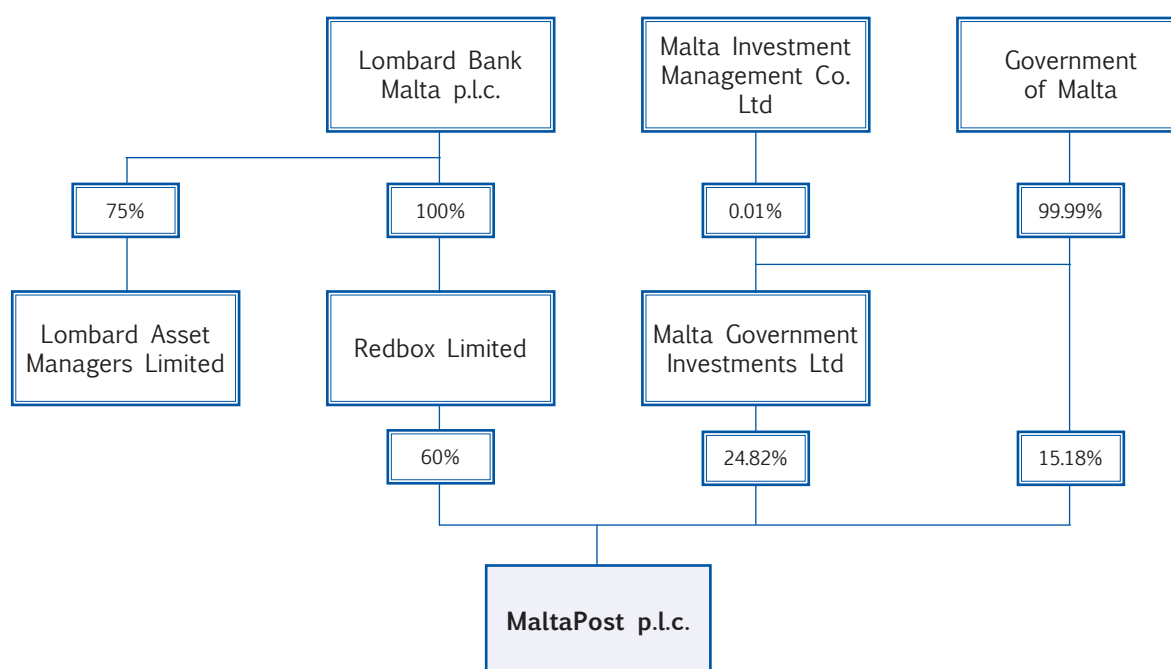 Lombard Bank
Malta p.l.c.
Malta Investment
Management Co.
Ltd
Government
of Malta
75%
100%
0.01%
99.99%
Lombard Asset
Managers Limited
Redbox Limited
Malta Government
Investments Ltd
60%
24.82%
15.18%
MaltaPost p.l.c.